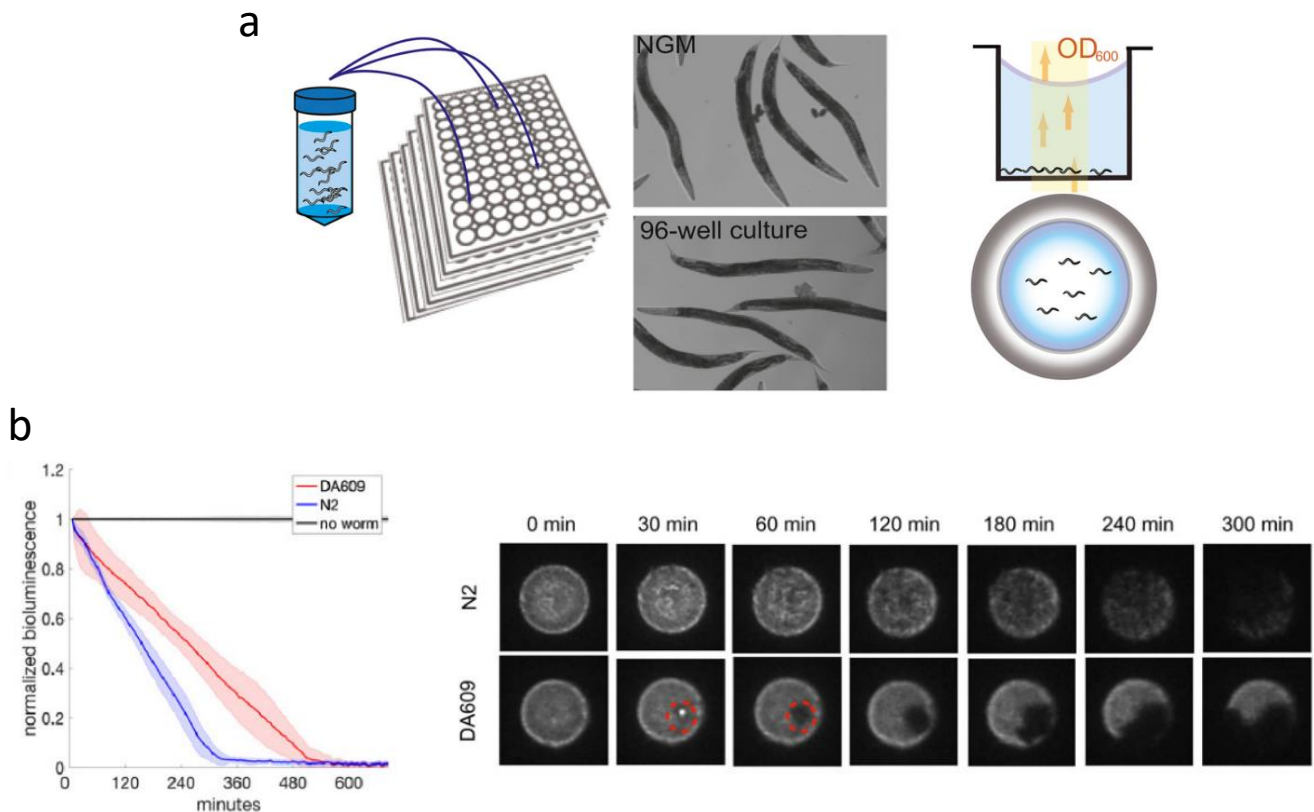 a
NGM
96-well culture
OD600
b
1.2
1
0.8
0.6
0.4
0.2
0
normalized bioluminescence
DA609
N2
no worm
0 120 240 360 480 600
minutes
0 min 30 min 60 min 120 min 180 min 240 min 300 min
N2
DA609